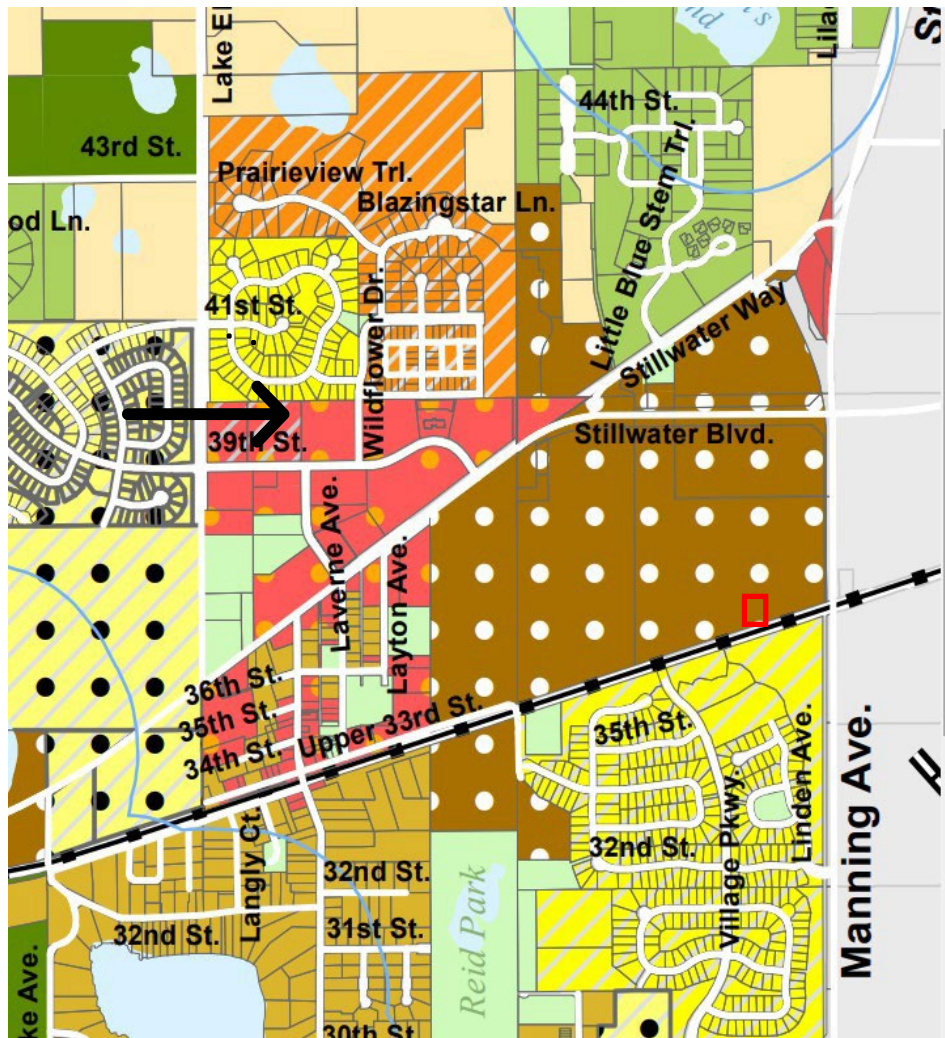 Lake El
nd
t's
Lilac
St
44th St.
43rd St.
Prairieview Trl.
Blazingstar Ln.
od Ln.
Little Blue Stem Trl.
41st St.
Wildflower Dr.
Stillwater Way
39th St.
Stillwater Blvd.
Laverne Ave.
Layton Ave.
36th St.
35th St.
34th St.
Upper 33rd St.
35th St.
Linden Ave.
Manning Ave.
Village Pkwy.
Langly Ct.
32nd St.
32nd St.
32nd St.
31st St.
Reid Park
ke Ave.
30th St.